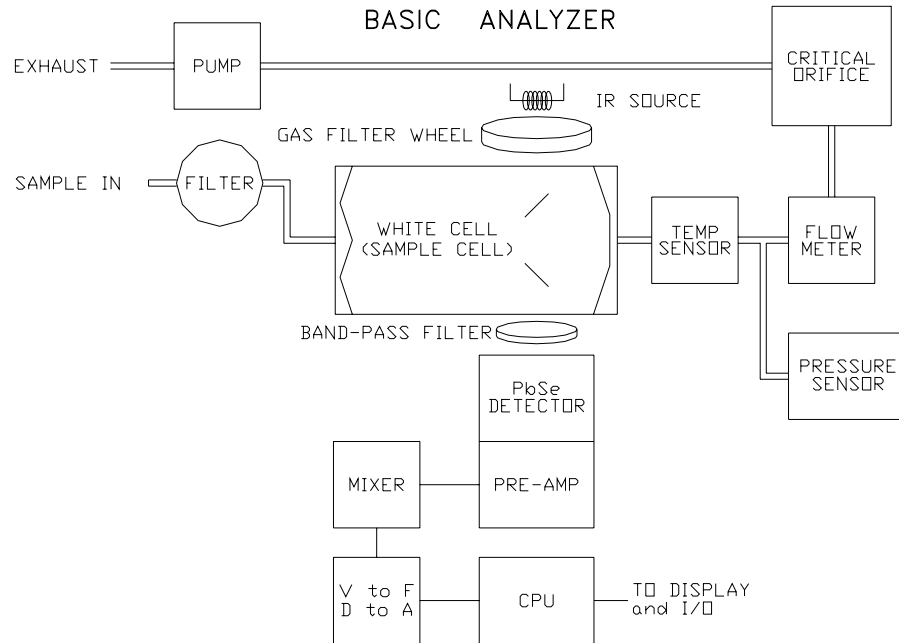 BASIC ANALYZER
EXHAUST
PUMP
CRITICAL
ORIFICE
IR SOURCE
GAS FILTER WHEEL
SAMPLE IN
FILTER
WHITE CELL
(SAMPLE CELL)
TEMP
SENSOR
FLOW
METER
BAND-PASS FILTER
PRESSURE
SENSOR
PbSe
DETECTOR
MIXER
PRE-AMP
V to F
D to A
CPU
TO DISPLAY
and I/O